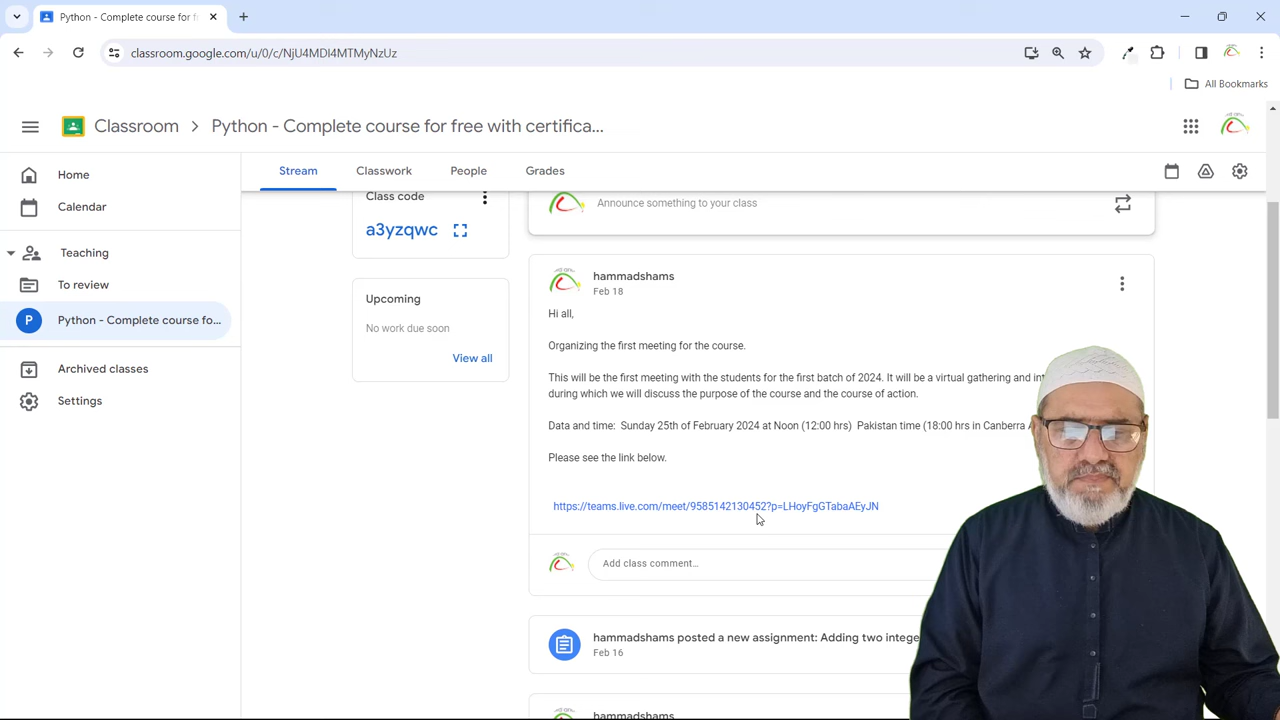 Python - Complete course for f
classroom.google.com/u/0/c/NjU4MDI4MTMyNzUz
All Bookmarks
Classroom
Python - Complete course for free with certifica...
Home
Calendar
Teaching
To review
P
Python - Complete course fo...
Archived classes
Settings
Stream
Classwork
People
Grades
Class code
a3yzqwc
Upcoming
No work due soon
View all
Announce something to your class
hammadshams
Feb 18
Hi all,
Organizing the first meeting for the course.
This will be the first meeting with the students for the first batch of 2024. It will be a virtual gathering and
during which we will discuss the purpose of the course and the course of action.
Data and time: Sunday 25th of February 2024 at Noon (12:00 hrs) Pakistan time (18:00 hrs in Canberra
Please see the link below.
https://teams.live.com/meet/9585142130452?p=LHoyFgGTabaAEyJN
Add class comment...
hammadshams posted a new assignment: Adding two intege
Feb 16
hammadshams